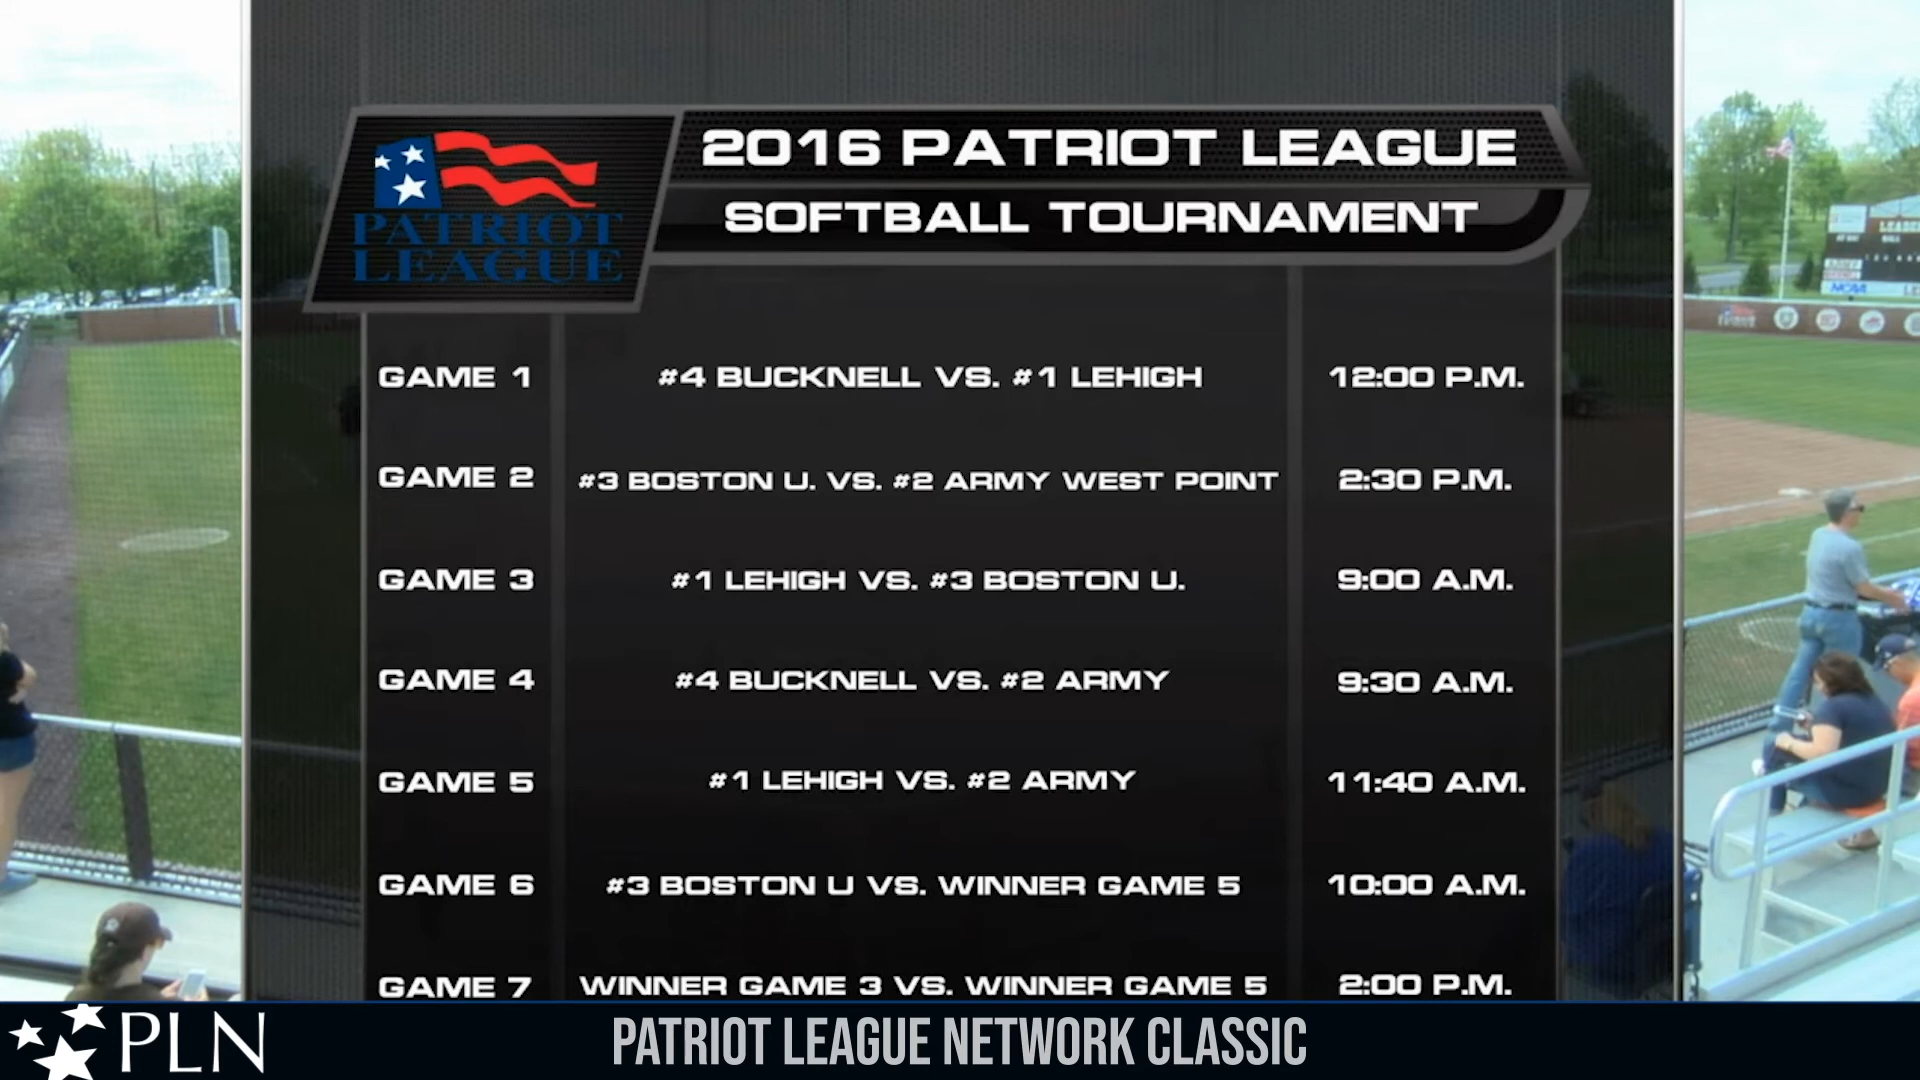 2016 PATRIOT LEAGUE
SOFTBALL TOURNAMENT
PATRIOT
LEAGUE
GAME 1 #4 BUCKNELL VS. #1 LEHIGH 12:00 P.M.
GAME 2 #3 BOSTON U. VS. #2 ARMY WEST POINT 2:30 P.M.
GAME 3 #1 LEHIGH VS. #3 BOSTON U. 9:00 A.M.
GAME 4 #4 BUCKNELL VS. #2 ARMY 9:30 A.M.
GAME 5 #1 LEHIGH VS. #2 ARMY 11:40 A.M.
GAME 6 #3 BOSTON U VS. WINNER GAME 5 10:00 A.M.
GAME 7 WINNER GAME 3 VS. WINNER GAME 5 2:00 P.M.
NCAA
PLN
PATRIOT LEAGUE NETWORK CLASSIC